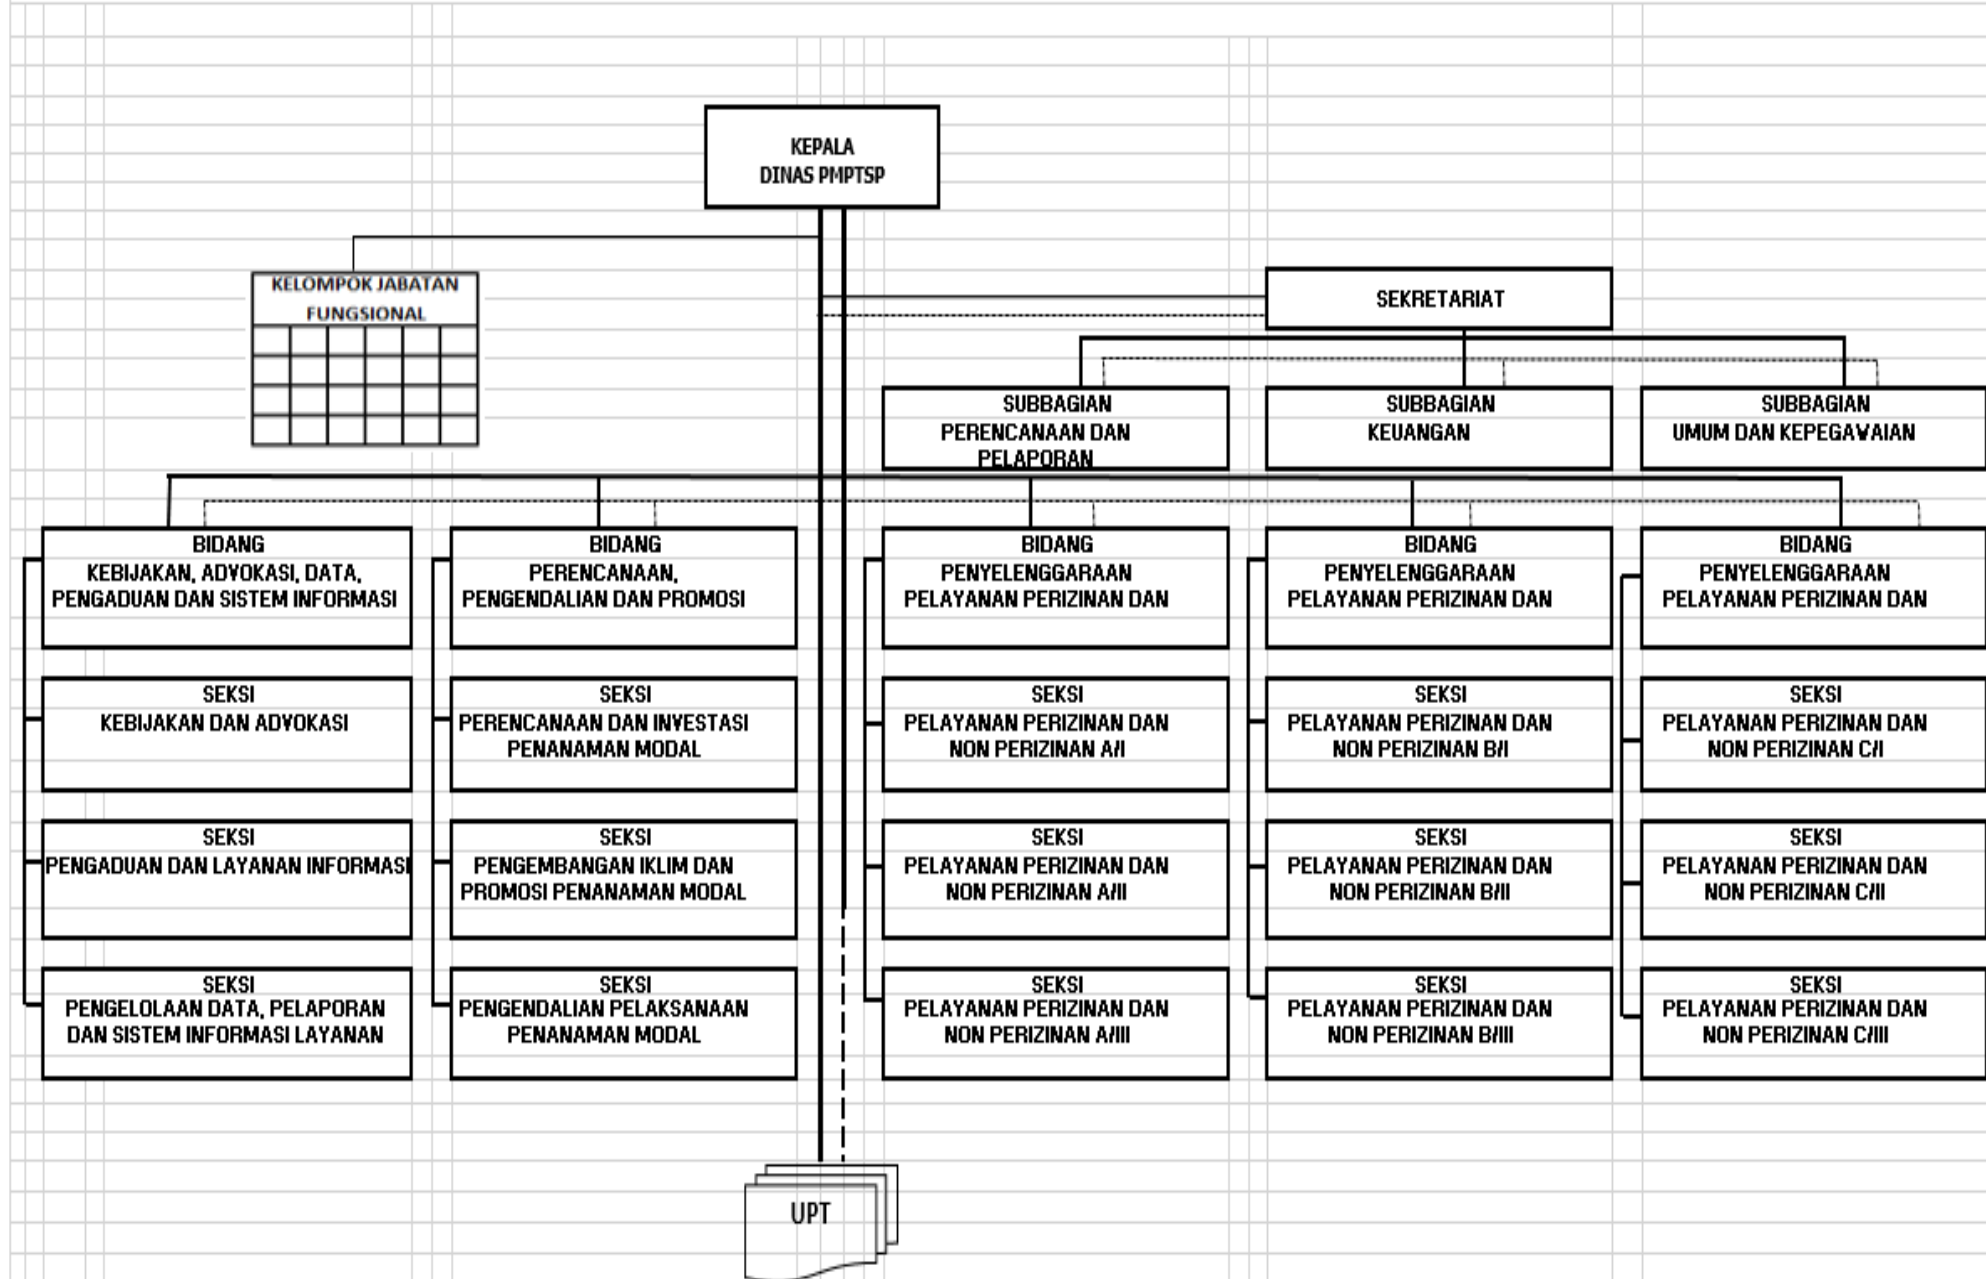 KEPALA
DINAS PMPTSP
KELOMPOK JABATAN
FUNGSIONAL
SEKRETARIAT
SUBBAGIAN
PERENCANAAN DAN
PELAPORAN
SUBBAGIAN
KEUANGAN
SUBBAGIAN
UMUM DAN KEPEGAWAIAN
BIDANG
KEBIJAKAN, ADVOKASI, DATA,
PENGADUAN DAN SISTEM INFORMASI
BIDANG
PERENCANAAN,
PENGENDALIAN DAN PROMOSI
BIDANG
PENYELENGGARAAN
PELAYANAN PERIZINAN DAN
BIDANG
PENYELENGGARAAN
PELAYANAN PERIZINAN DAN
BIDANG
PENYELENGGARAAN
PELAYANAN PERIZINAN DAN
SEKSI
KEBIJAKAN DAN ADVOKASI
SEKSI
PERENCANAAN DAN INVESTASI
PENANAMAN MODAL
SEKSI
PELAYANAN PERIZINAN DAN
NON PERIZINAN A/I
SEKSI
PELAYANAN PERIZINAN DAN
NON PERIZINAN B/I
SEKSI
PELAYANAN PERIZINAN DAN
NON PERIZINAN C/I
SEKSI
PENGADUAN DAN LAYANAN INFORMASI
SEKSI
PENGEMBANGAN IKLIM DAN
PROMOSI PENANAMAN MODAL
SEKSI
PELAYANAN PERIZINAN DAN
NON PERIZINAN A/II
SEKSI
PELAYANAN PERIZINAN DAN
NON PERIZINAN B/II
SEKSI
PELAYANAN PERIZINAN DAN
NON PERIZINAN C/II
SEKSI
PENGELOLAAN DATA, PELAPORAN
DAN SISTEM INFORMASI LAYANAN
SEKSI
PENGENDALIAN PELAKSANAAN
PENANAMAN MODAL
SEKSI
PELAYANAN PERIZINAN DAN
NON PERIZINAN A/III
SEKSI
PELAYANAN PERIZINAN DAN
NON PERIZINAN B/III
SEKSI
PELAYANAN PERIZINAN DAN
NON PERIZINAN C/III
UPT